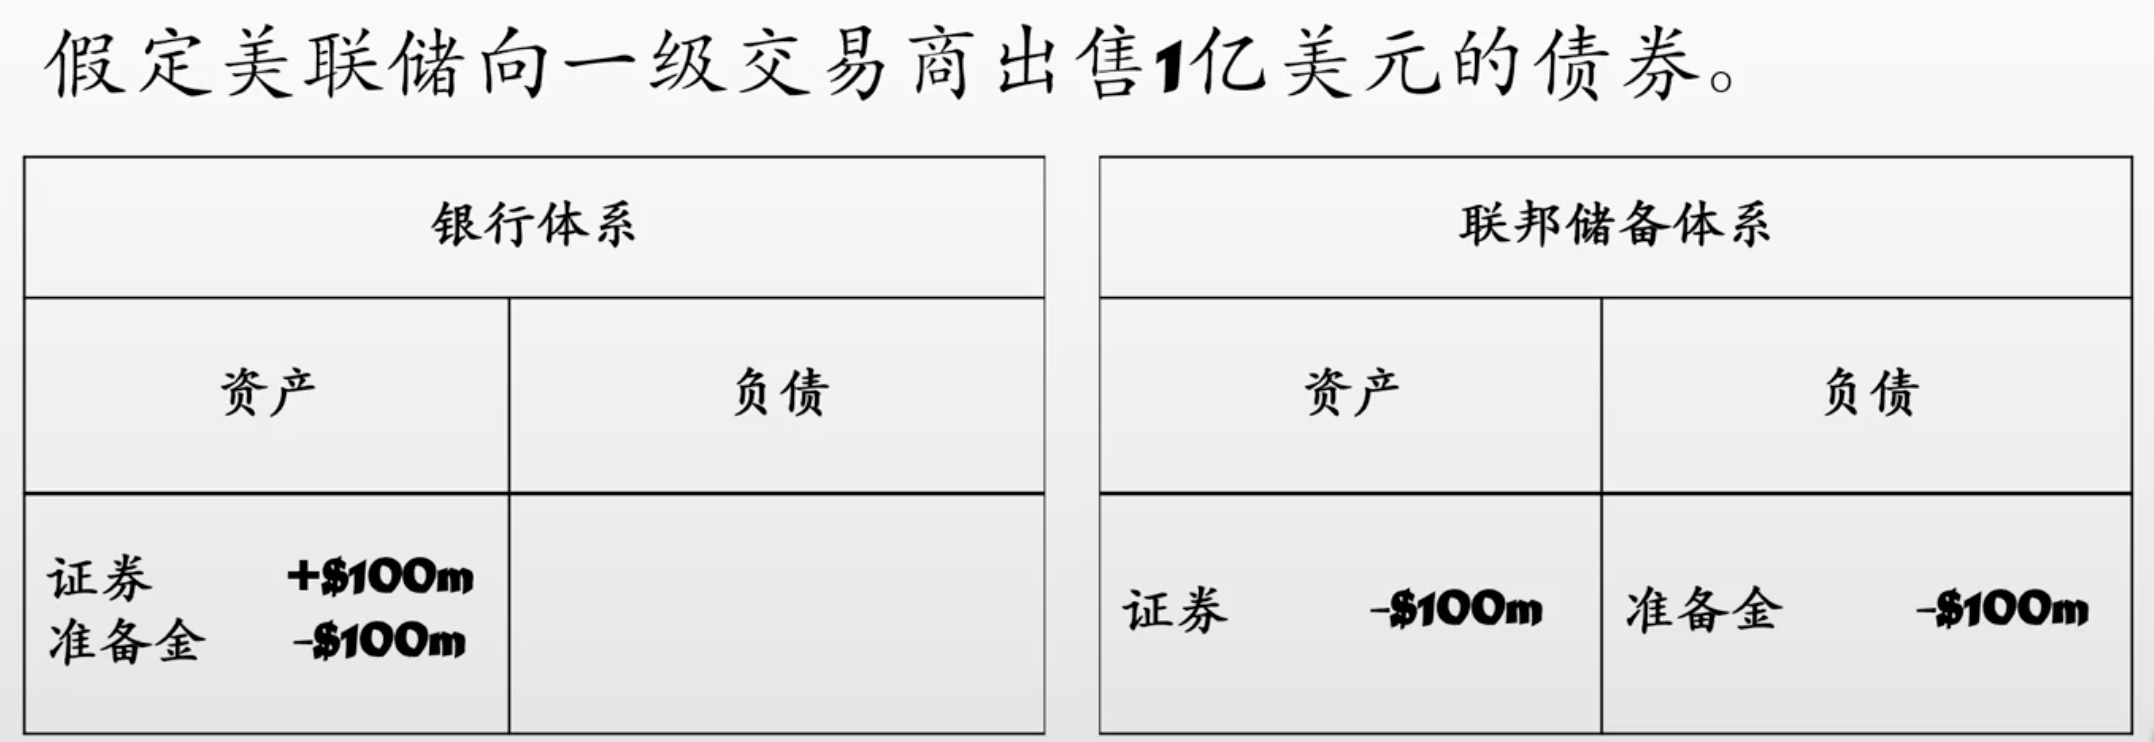 假定美联储向一级交易商出售1亿美元的债券。
银行体系
联邦储备体系
资产
负债
资产
负债
证券 +$100m
准备金 -$100m
证券 -$100m
准备金 -$100m